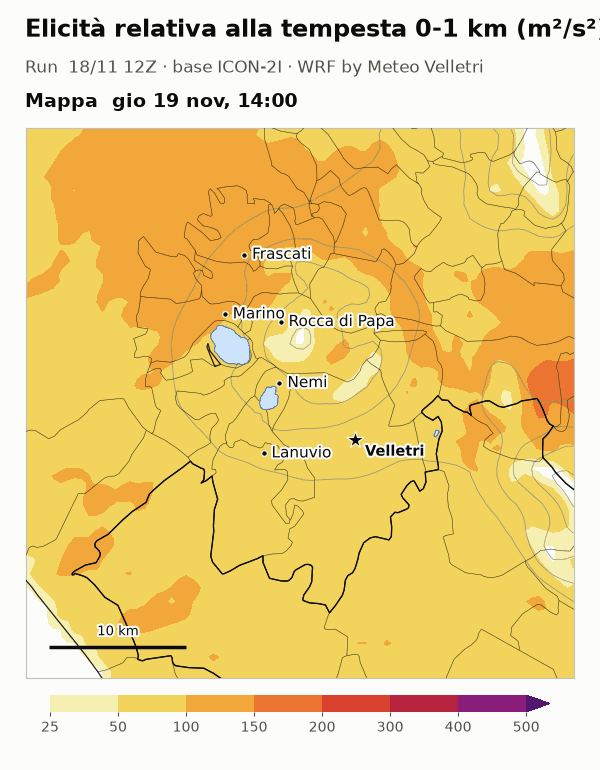 Elicità relativa alla tempesta 0-1 km (m²/s²)
Run  18/11 12Z · base ICON-2I · WRF by Meteo Velletri
Mappa  gio 19 nov, 14:00
Frascati
Marino
Rocca di Papa
Nemi
Velletri
Lanuvio
10 km
25 50 100 150 200 300 400 500